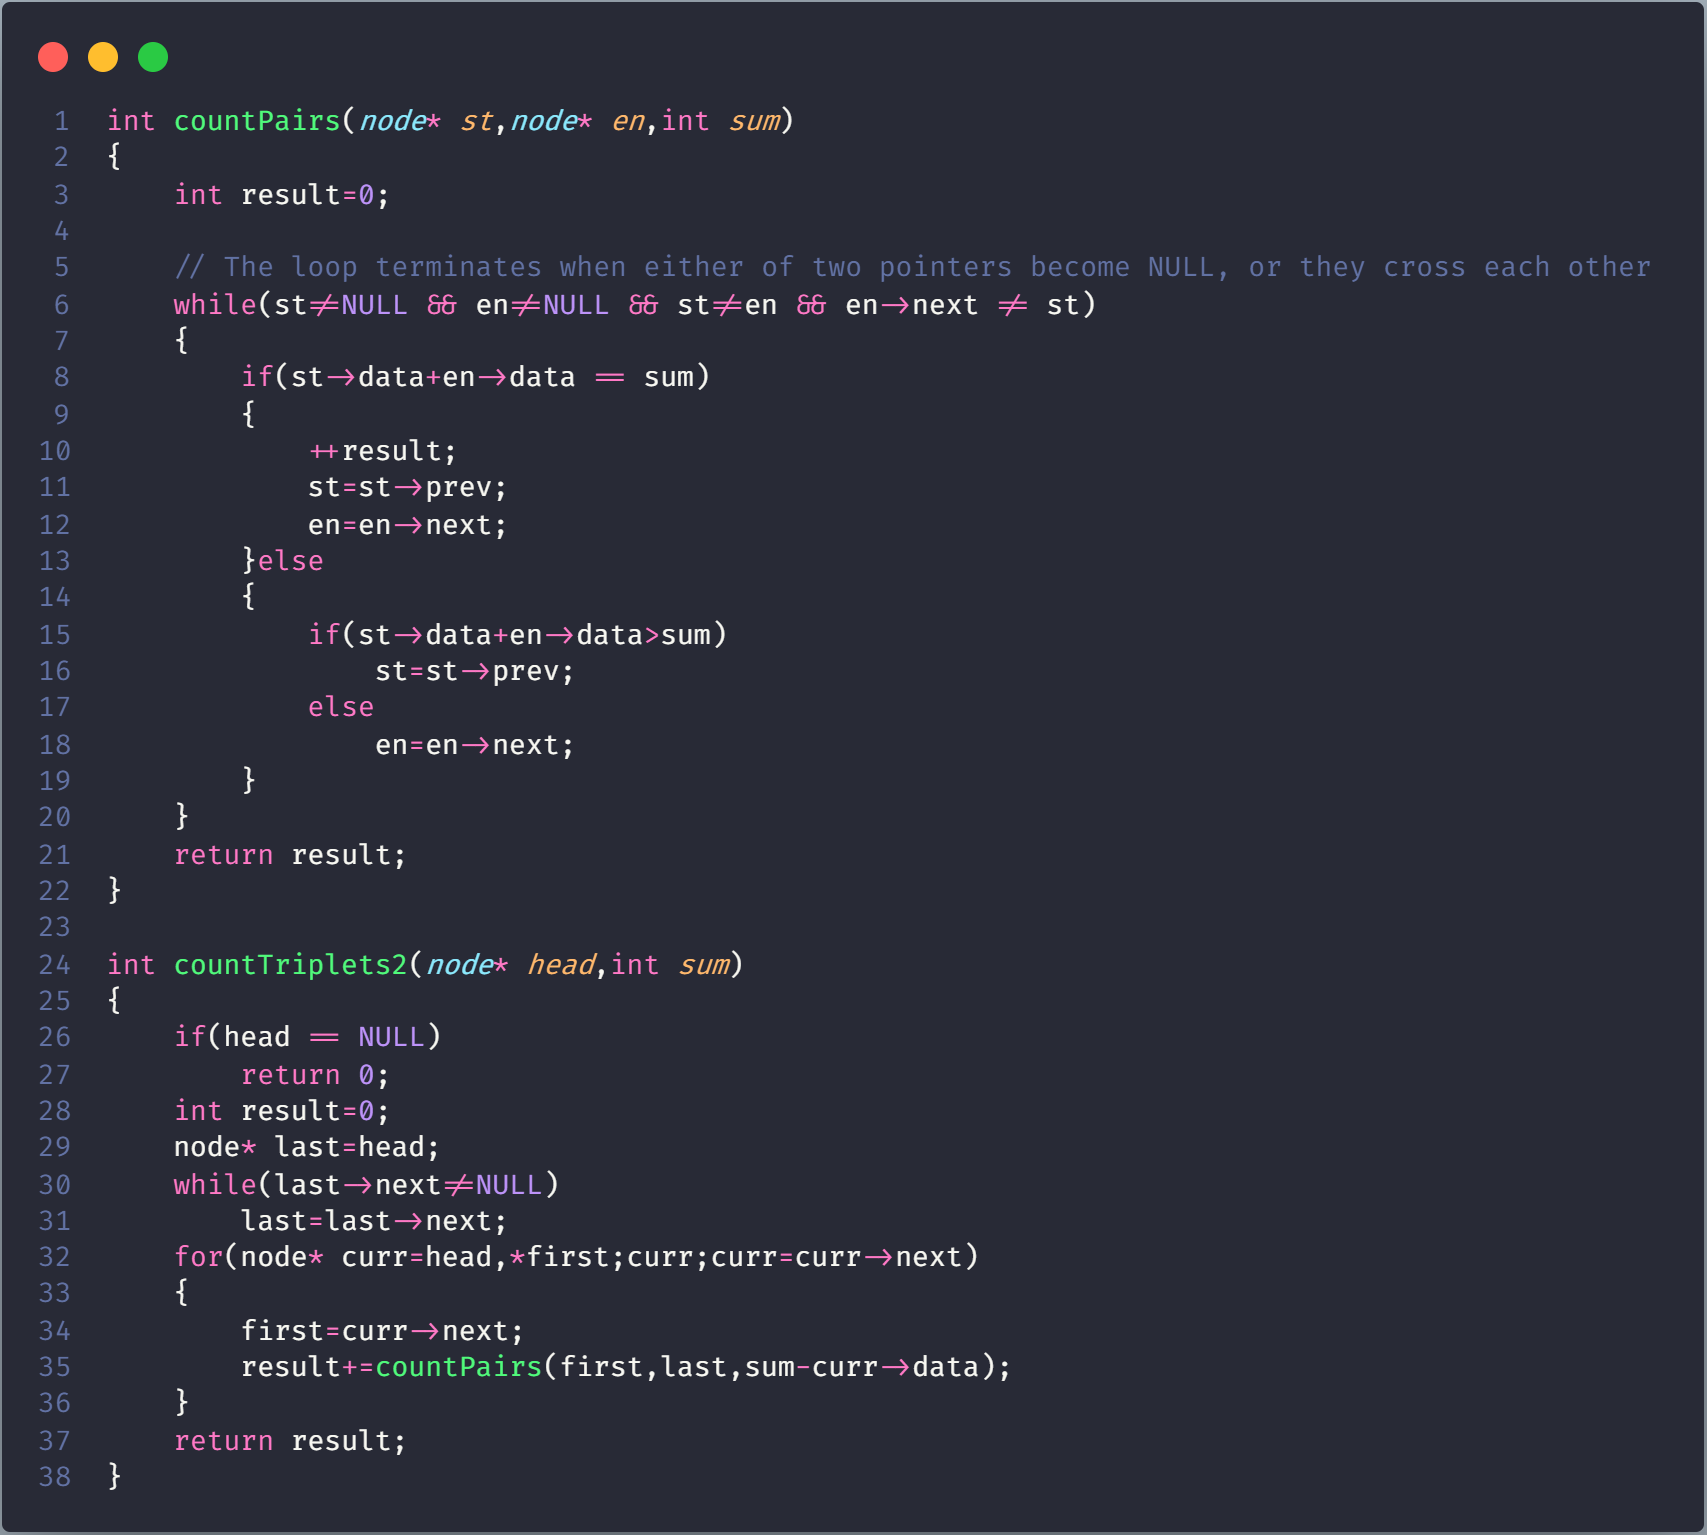 1 int countPairs(node* st,node* en,int sum)
2 {
3     int result=0;
4
5     // The loop terminates when either of two pointers become NULL, or they cross each other
6     while(st!=NULL && en!=NULL && st!=en && en->next != st)
7     {
8         if(st->data+en->data == sum)
9         {
10             ++result;
11             st=st->prev;
12             en=en->next;
13         }else
14         {
15             if(st->data+en->data>sum)
16                 st=st->prev;
17             else
18                 en=en->next;
19         }
20     }
21     return result;
22 }
23
24 int countTriplets2(node* head,int sum)
25 {
26     if(head == NULL)
27         return 0;
28     int result=0;
29     node* last=head;
30     while(last->next!=NULL)
31         last=last->next;
32     for(node* curr=head,*first;curr;curr=curr->next)
33     {
34         first=curr->next;
35         result+=countPairs(first,last,sum-curr->data);
36     }
37     return result;
38 }